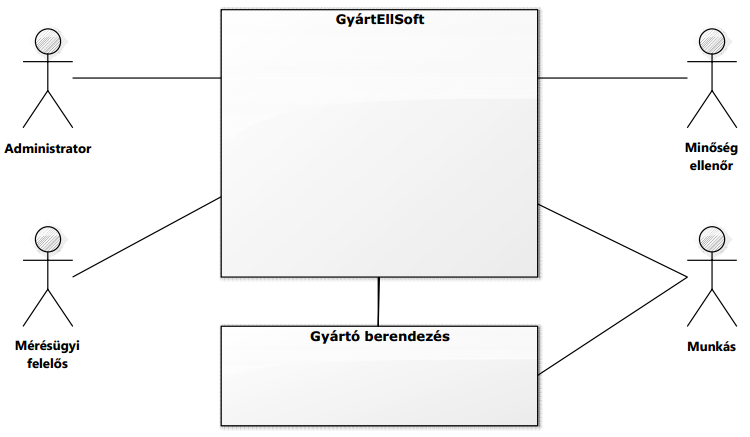 GyártEllSoft
Administrator
Minőség
ellenőr
Mérésügyi
felelős
Gyártó berendezés
Munkás